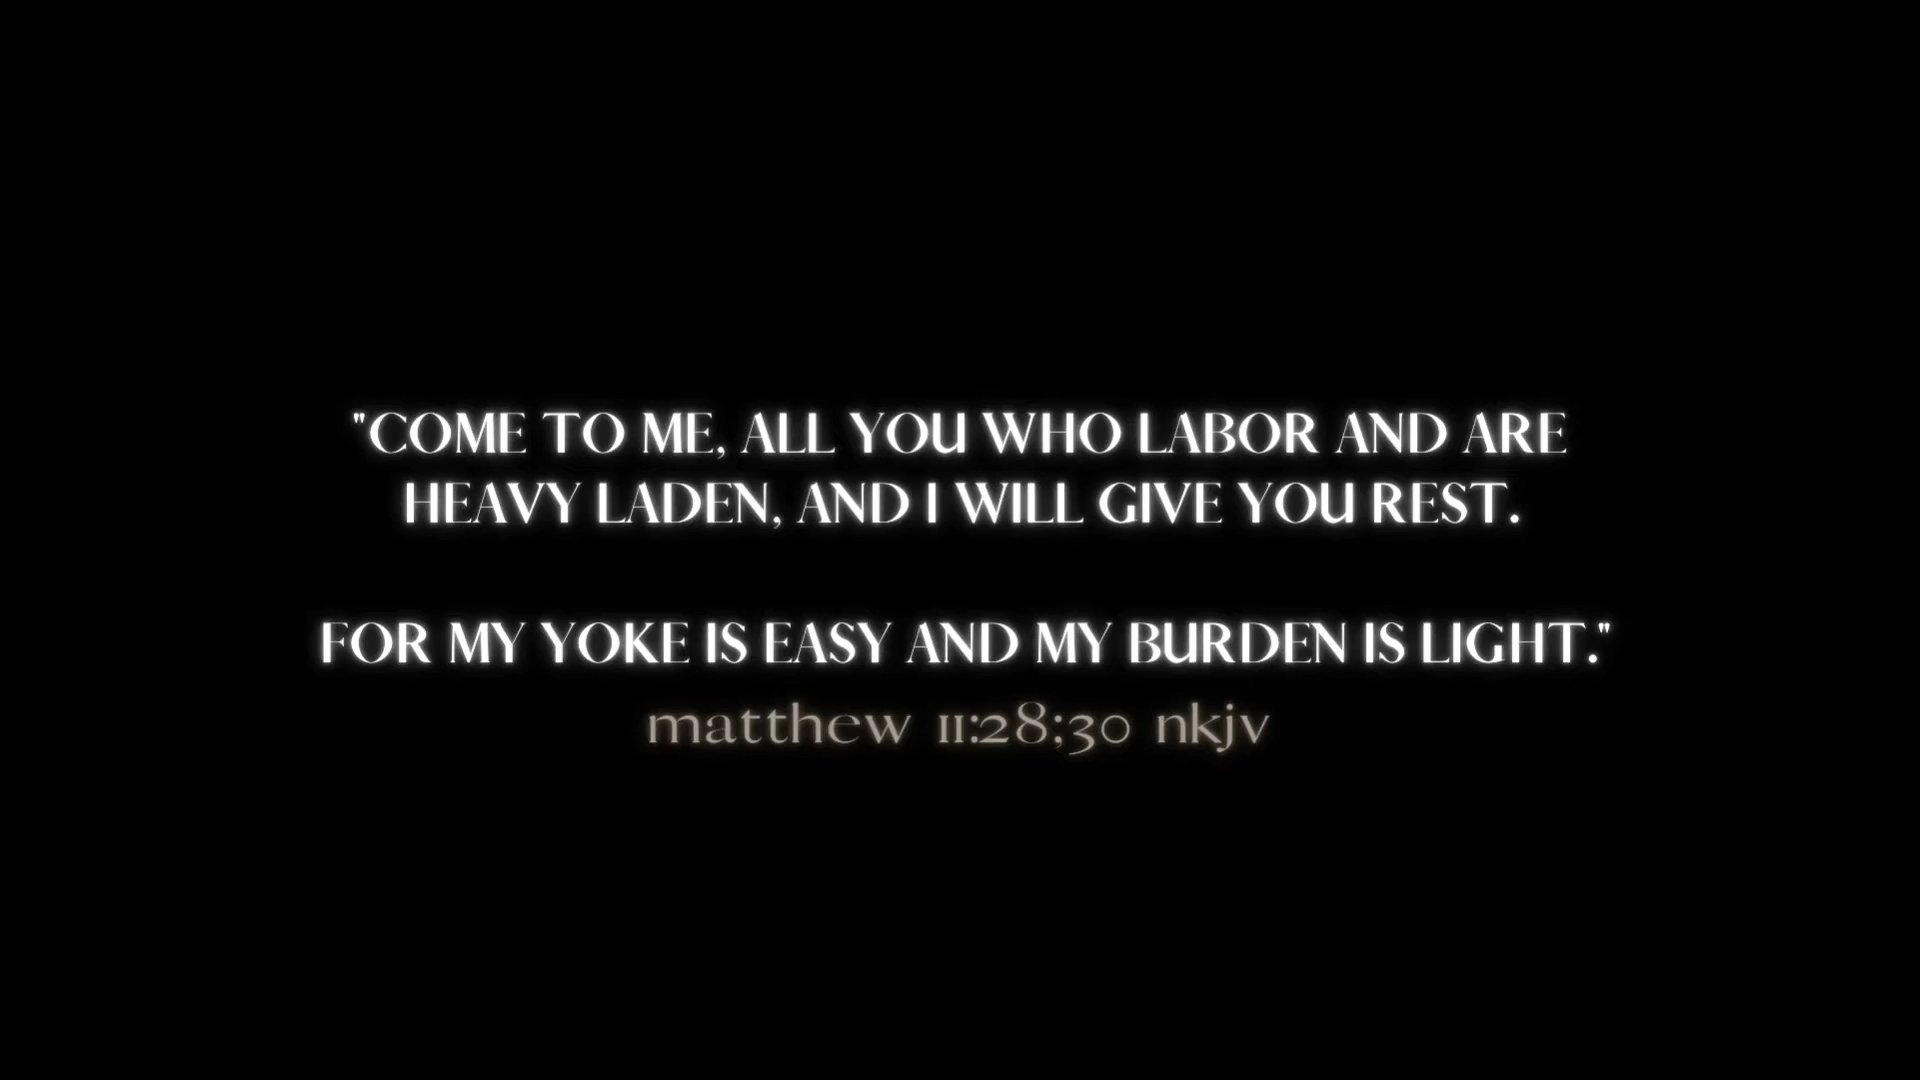 "COME TO ME, ALL YOU WHO LABOR AND ARE
HEAVY LADEN, AND I WILL GIVE YOU REST.
FOR MY YOKE IS EASY AND MY BURDEN IS LIGHT."
matthew 11:28;30 nkjv